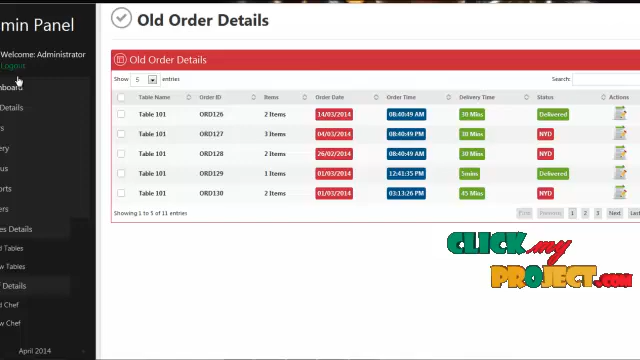 min Panel
Welcome: Administrator
Logout
hboard
Details
s
ery
us
orts
ers
es Details
d Tables
w Tables
f Details
d Chef
w Chef
April 2014
Old Order Details
Old Order Details
Show 5 entries Search:
Table Name Order ID Items Order Date Order Time Delivery Time Status Actions
Table 101 ORD126 2 Items 14/03/2014 08:40:49 AM 30 Mins Delivered
Table 101 ORD127 3 Items 04/03/2014 08:40:49 PM 30 Mins NYD
Table 101 ORD128 2 Items 26/02/2014 08:40:49 AM 30 Mins NYD
Table 101 ORD129 1 Items 01/03/2014 12:41:35 PM 5mins Delivered
Table 101 ORD130 2 Items 01/03/2014 03:13:26 PM 45 Mins NYD
Showing 1 to 5 of 11 entries First Previous 1 2 3 Next Last
CLICK my
PROJECT.COM